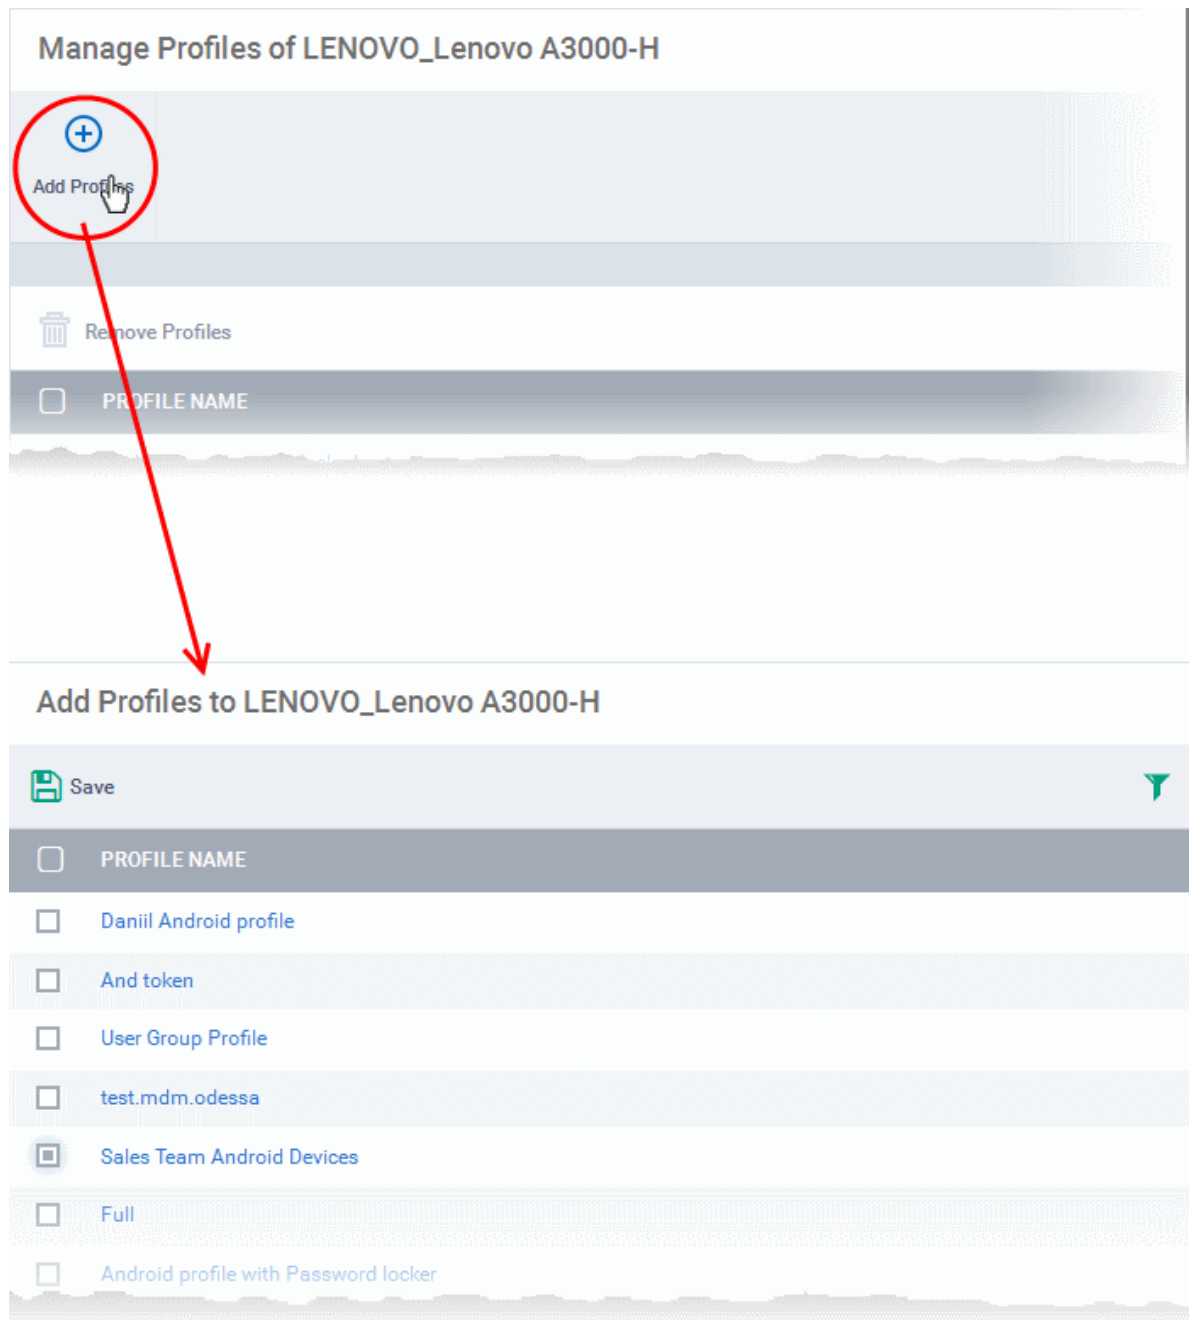 Manage Profiles of LENOVO_Lenovo A3000-H
Add Profiles
Remove Profiles
PROFILE NAME
Add Profiles to LENOVO_Lenovo A3000-H
Save
PROFILE NAME
Daniil Android profile
And token
User Group Profile
test.mdm.odessa
Sales Team Android Devices
Full
Android profile with Password locker